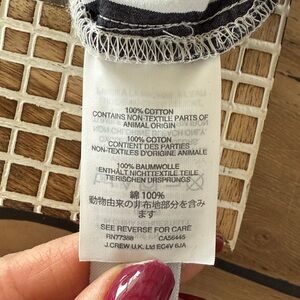 100% COTTON
CONTAINS NON-TEXTILE PARTS OF
ANIMAL ORIGIN
100% COTON
CONTIENT DES PARTIES
NON-TEXTILES D'ORIGINE ANIMALE
100% BAUMWOLLE
ENTHÄLT NICHTTEXTILE TEILE
TIERISCHEN URSPRUNGS
綿 100%
動物由来の非布地部分を含み
ます
SEE REVERSE FOR CARE
RN77388 CA56445
J.CREW U.K. Ltd EC4V 6JA